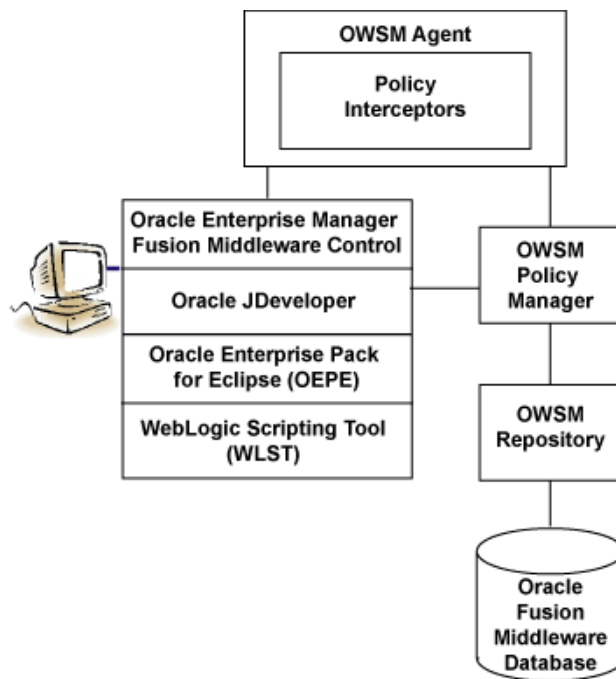 OWSM Agent
Policy
Interceptors
Oracle Enterprise Manager
Fusion Middleware Control
Oracle JDeveloper
Oracle Enterprise Pack
for Eclipse (OEPE)
WebLogic Scripting Tool
(WLST)
OWSM
Policy
Manager
OWSM
Repository
Oracle
Fusion
Middleware
Database